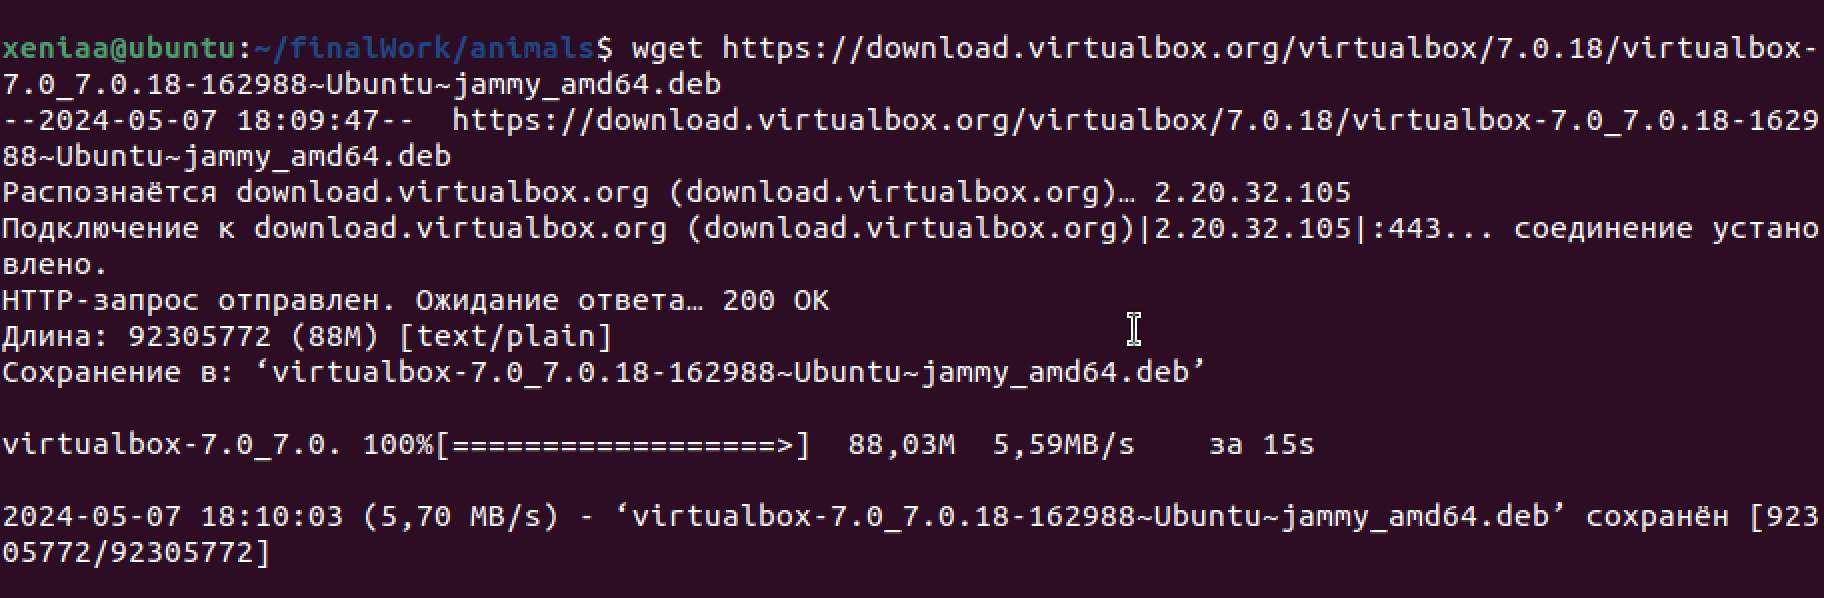 xeniaa@ubuntu:~/finalWork/animals$ wget https://download.virtualbox.org/virtualbox/7.0.18/virtualbox-
7.0_7.0.18-162988~Ubuntu~jammy_amd64.deb
--2024-05-07 18:09:47--  https://download.virtualbox.org/virtualbox/7.0.18/virtualbox-7.0_7.0.18-1629
88~Ubuntu~jammy_amd64.deb
Распознаётся download.virtualbox.org (download.virtualbox.org)… 2.20.32.105
Подключение к download.virtualbox.org (download.virtualbox.org)|2.20.32.105|:443... соединение устано
влено.
HTTP-запрос отправлен. Ожидание ответа… 200 OK
Длина: 92305772 (88M) [text/plain]
Сохранение в: ‘virtualbox-7.0_7.0.18-162988~Ubuntu~jammy_amd64.deb’
virtualbox-7.0_7.0. 100%[==================>]  88,03M  5,59MB/s    за 15s
2024-05-07 18:10:03 (5,70 MB/s) - ‘virtualbox-7.0_7.0.18-162988~Ubuntu~jammy_amd64.deb’ сохранён [923
05772/92305772]